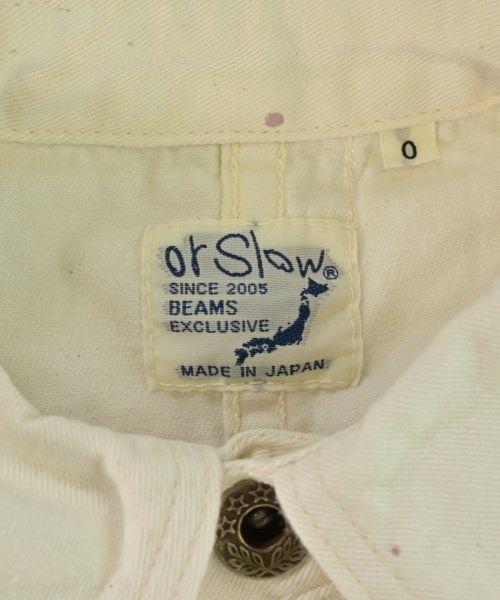 0
orSlow®
SINCE 2005
BEAMS
EXCLUSIVE
MADE IN JAPAN